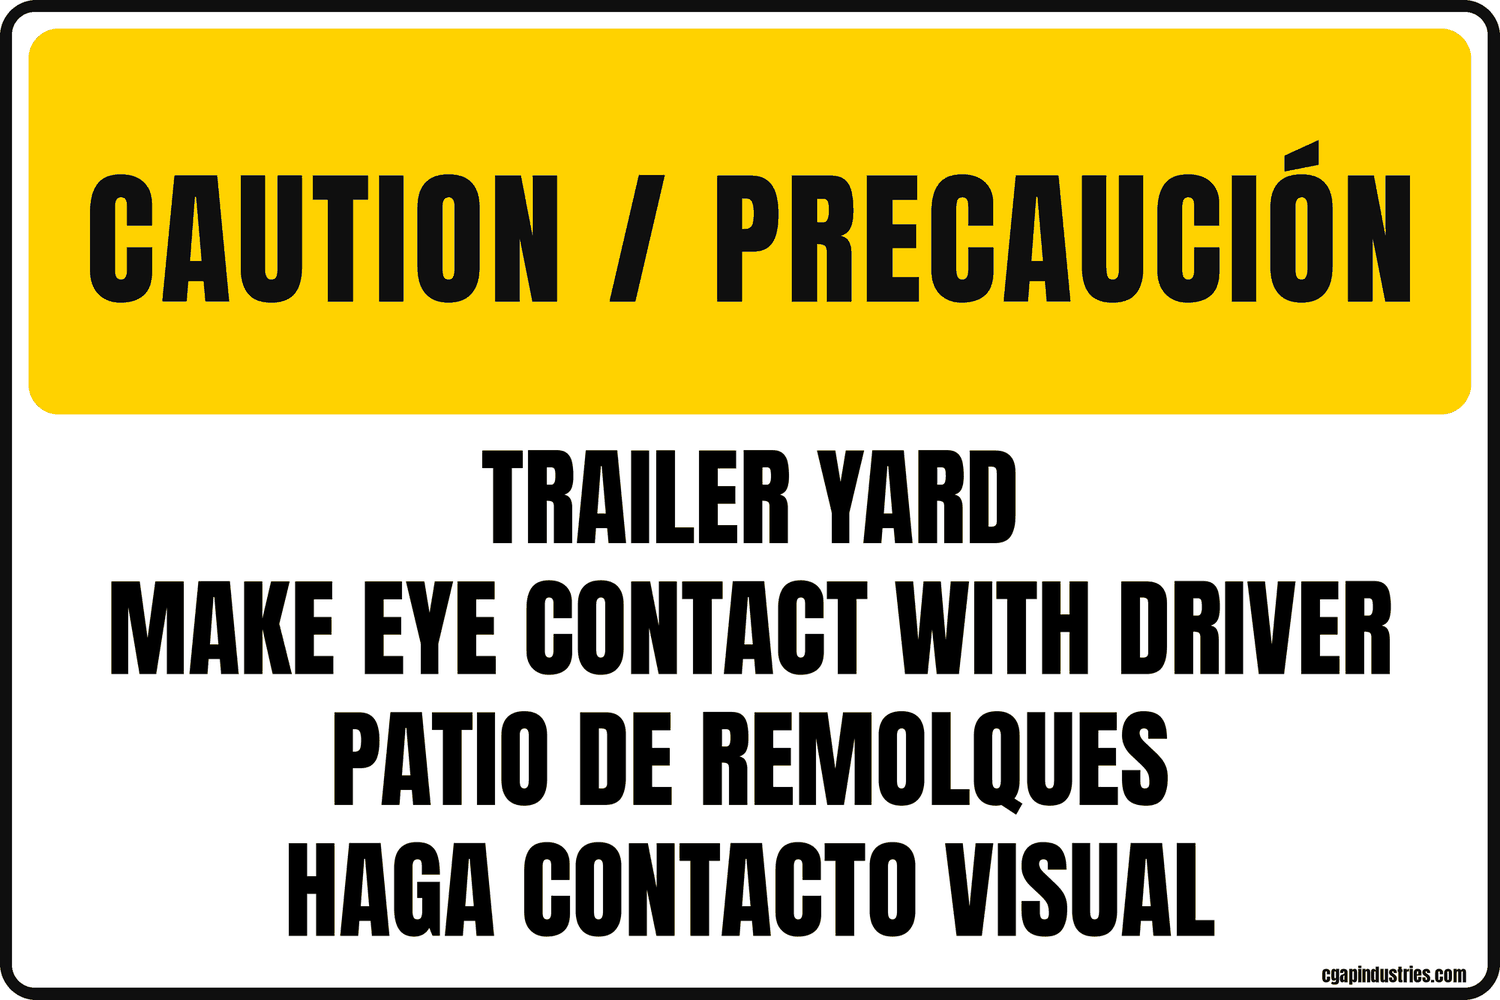 CAUTION / PRECAUCIÓN
TRAILER YARD
MAKE EYE CONTACT WITH DRIVER
PATIO DE REMOLQUES
HAGA CONTACTO VISUAL
cgapindustries.com